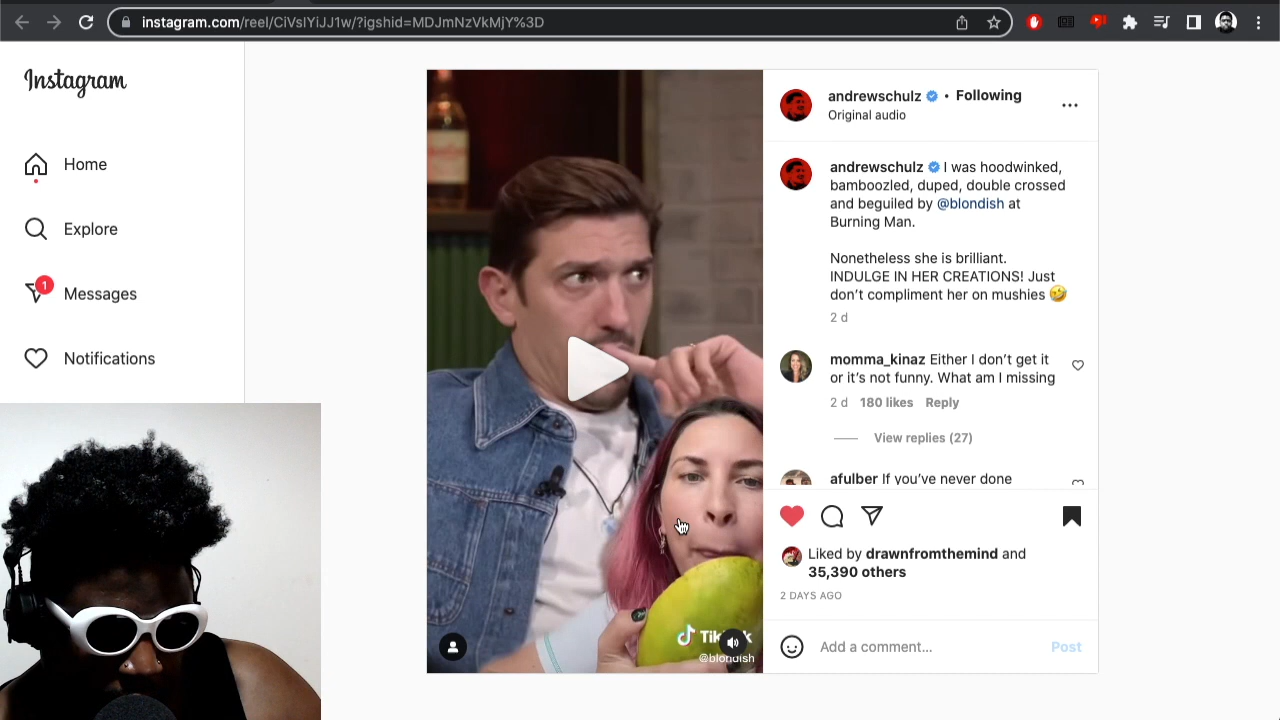 instagram.com/reel/CiVslYiJJ1w/?igshid=MDJmNzVkMjY%3D
Instagram
Home
Explore
1
Messages
Notifications
TikTok
@blondish
andrewschulz • Following
Original audio
andrewschulz I was hoodwinked,
bamboozled, duped, double crossed
and beguiled by @blondish at
Burning Man.
Nonetheless she is brilliant.
INDULGE IN HER CREATIONS! Just
don’t compliment her on mushies 🤣
2 d
momma_kinaz Either I don’t get it
or it’s not funny. What am I missing
2 d 180 likes Reply
View replies (27)
afulber If you’ve never done
Liked by drawnfromthemind and
35,390 others
2 DAYS AGO
Add a comment... Post